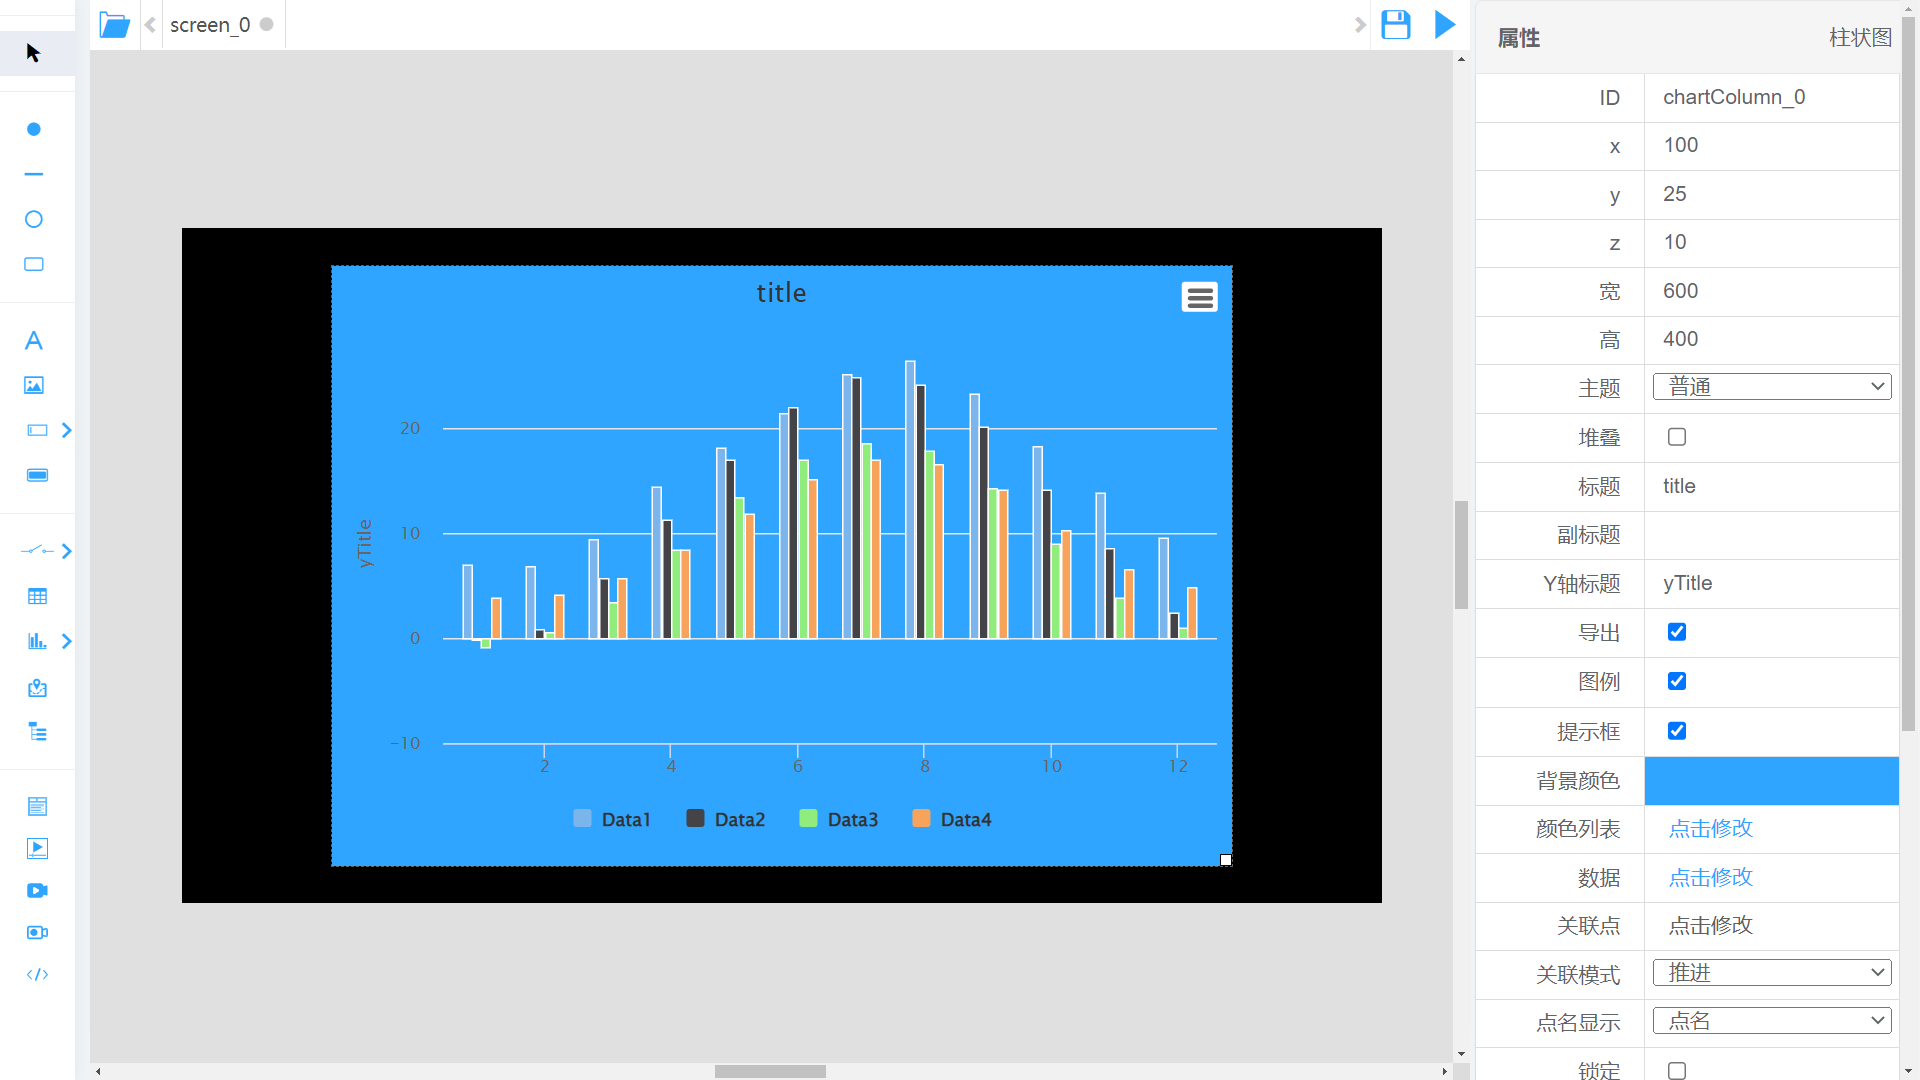 screen_0
title
20
10
0
−10
yTitle
2 4 6 8 10 12
Data1 Data2 Data3 Data4
属性 柱状图
ID chartColumn_0
x 100
y 25
z 10
宽 600
高 400
主题 普通
堆叠
标题 title
副标题
Y轴标题 yTitle
导出
图例
提示框
背景颜色
颜色列表 点击修改
数据 点击修改
关联点 点击修改
关联模式 推进
点名显示 点名
锁定